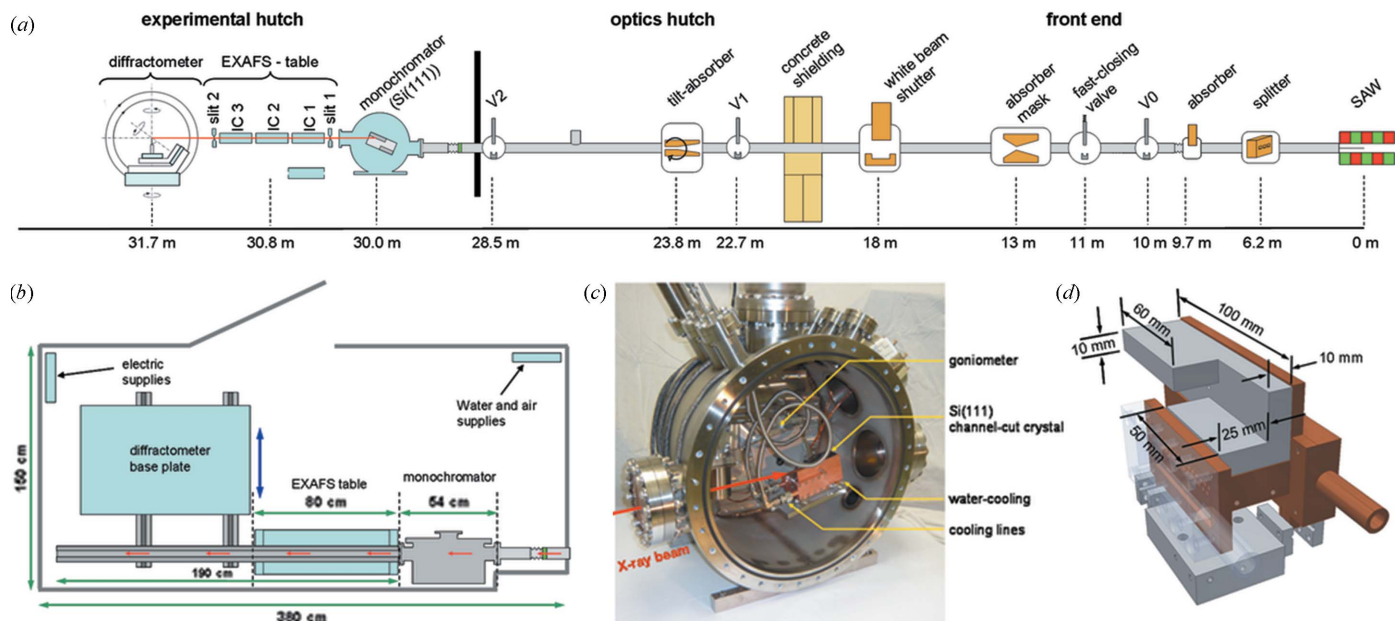 (a)
experimental hutch
optics hutch
front end
diffractometer
EXAFS - table
slit 2
IC 3
IC 2
IC 1
slit 1
monochromator
(Si(111))
V2
tilt-absorber
V1
concrete
shielding
white beam
shutter
absorber
mask
fast-closing
valve
V0
absorber
splitter
SAW
31.7 m
30.8 m
30.0 m
28.5 m
23.8 m
22.7 m
18 m
13 m
11 m
10 m
9.7 m
6.2 m
0 m
(b)
electric
supplies
Water and air
supplies
diffractometer
base plate
EXAFS table
80 cm
monochromator
54 cm
150 cm
190 cm
380 cm
(c)
goniometer
Si(111)
channel-cut crystal
water-cooling
cooling lines
X-ray beam
(d)
60 mm
100 mm
10 mm
10 mm
50 mm
25 mm